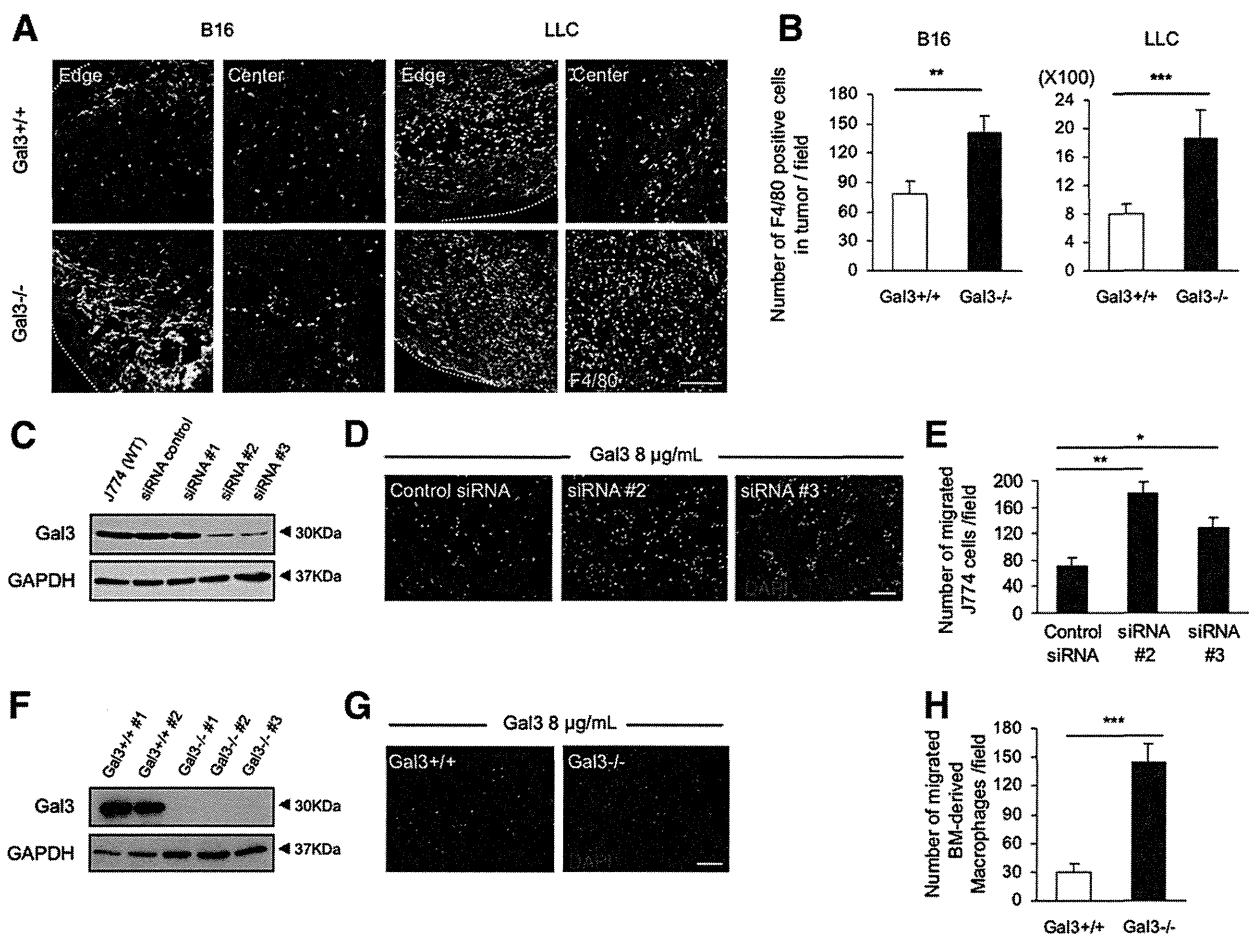 A
B16
LLC
Gal3+/+
Edge
Center
Edge
Center
Gal3-/-
F4/80
B
B16
LLC
(X100)
Number of F4/80 positive cells
in tumor / field
**
180
150
120
90
60
30
0
Gal3+/+
Gal3-/-
***
24
20
16
12
8
4
0
Gal3+/+
Gal3-/-
C
J774 (WT)
siRNA control
siRNA #1
siRNA #2
siRNA #3
Gal3
30KDa
GAPDH
37KDa
D
Gal3 8 µg/mL
Control siRNA
siRNA #2
siRNA #3
DAPI
E
Number of migrated
J774 cells /field
*
**
200
160
120
80
40
0
Control
siRNA
siRNA
#2
siRNA
#3
F
Gal3+/+ #1
Gal3+/+ #2
Gal3-/- #1
Gal3-/- #2
Gal3-/- #3
Gal3
30KDa
GAPDH
37KDa
G
Gal3 8 µg/mL
Gal3+/+
Gal3-/-
DAPI
H
Number of migrated
BM-derived
Macrophages /field
***
180
150
120
90
60
30
0
Gal3+/+
Gal3-/-